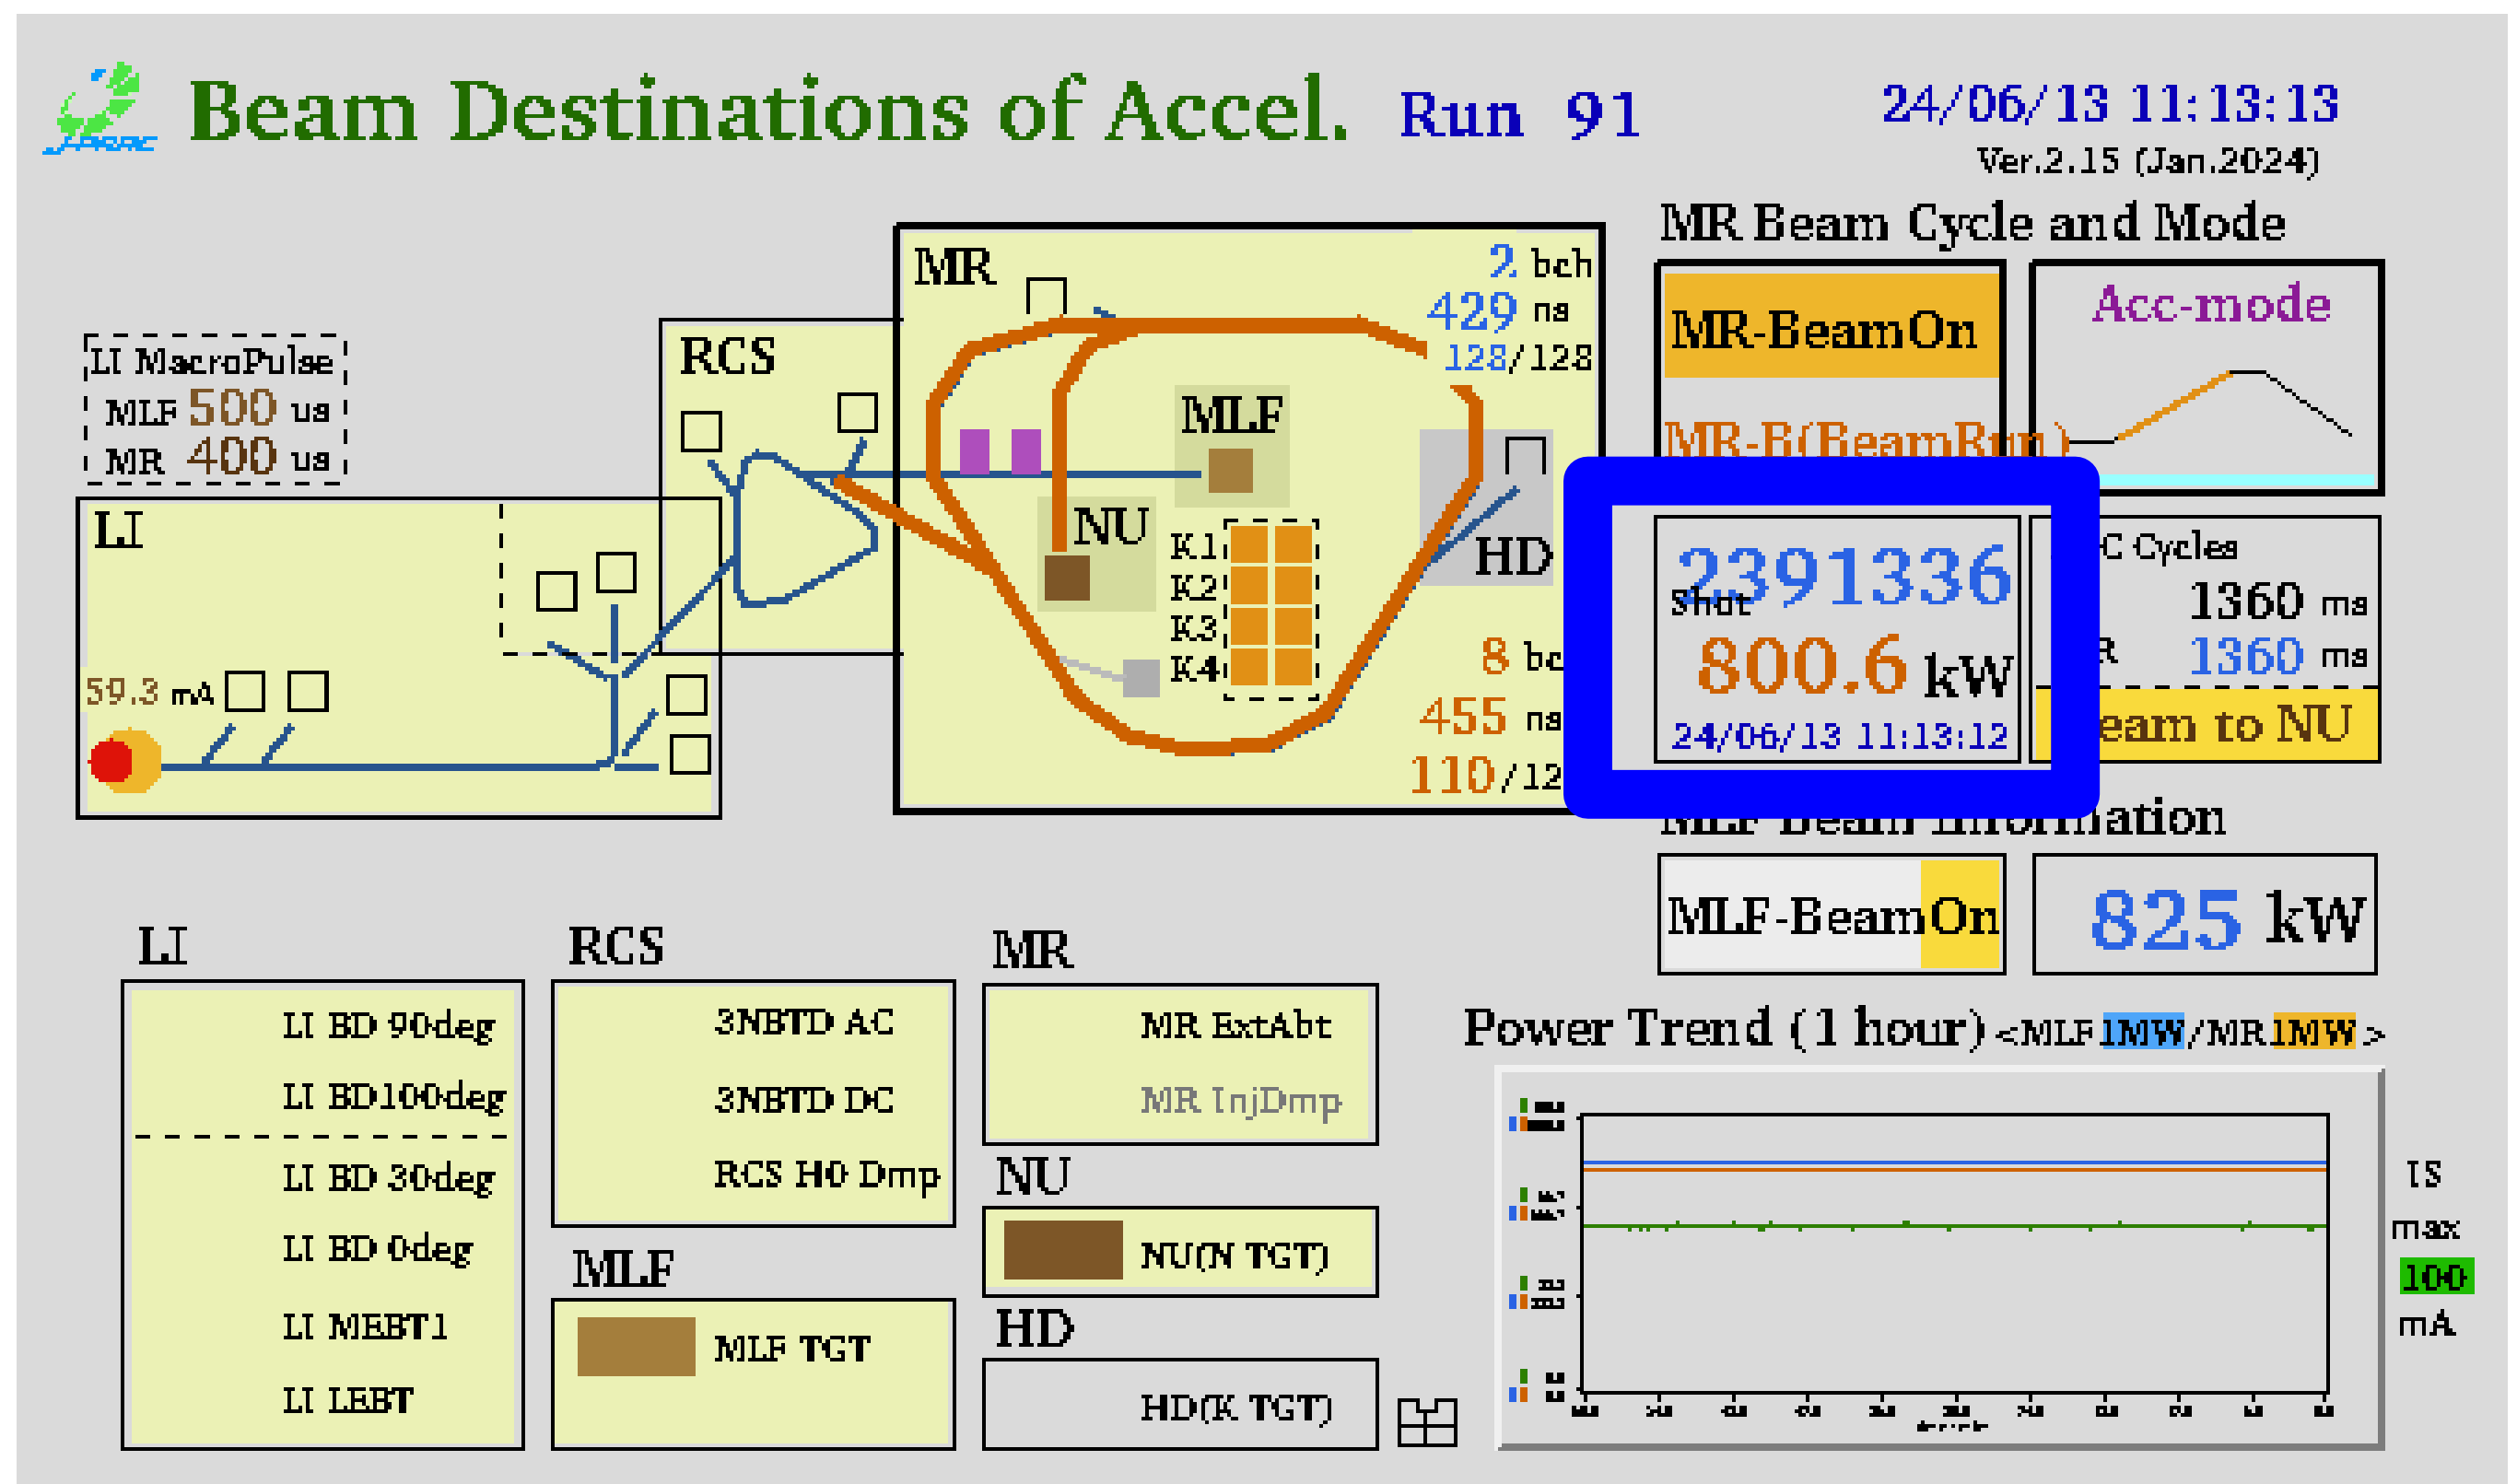 Beam Destinations of Accel. Run 91
24/06/13 11:13:13
Ver.2.15 (Jan.2024)
MR Beam Cycle and Mode
MR-BeamOn
Acc-mode
MR-B(BeamRun)
2391336
Shot
800.6 kW
24/06/13 11:13:12
Cycles
1360 ms
1360 ms
to NU
LI MacroPulse
MLF 500 us
MR 400 us
RCS
MR
2 bch
429 ns
128/128
MLF
NU
HD
K1
K2
K3
K4
8
455 ns
110
LI
59.3 mA
MLF Beam Information
MLF-BeamOn
825 kW
LI
LI BD 90deg
LI BD100deg
LI BD 30deg
LI BD 0deg
LI MEBT1
LI LEBT
RCS
3NBTD AC
3NBTD DC
RCS H0 Dmp
MLF
MLF TGT
MR
MR ExtAbt
MR InjDmp
NU
NU(N TGT)
HD
HD(K TGT)
Power Trend (1 hour) <MLF 1MW/MR 1MW >
IS
max
100
mA